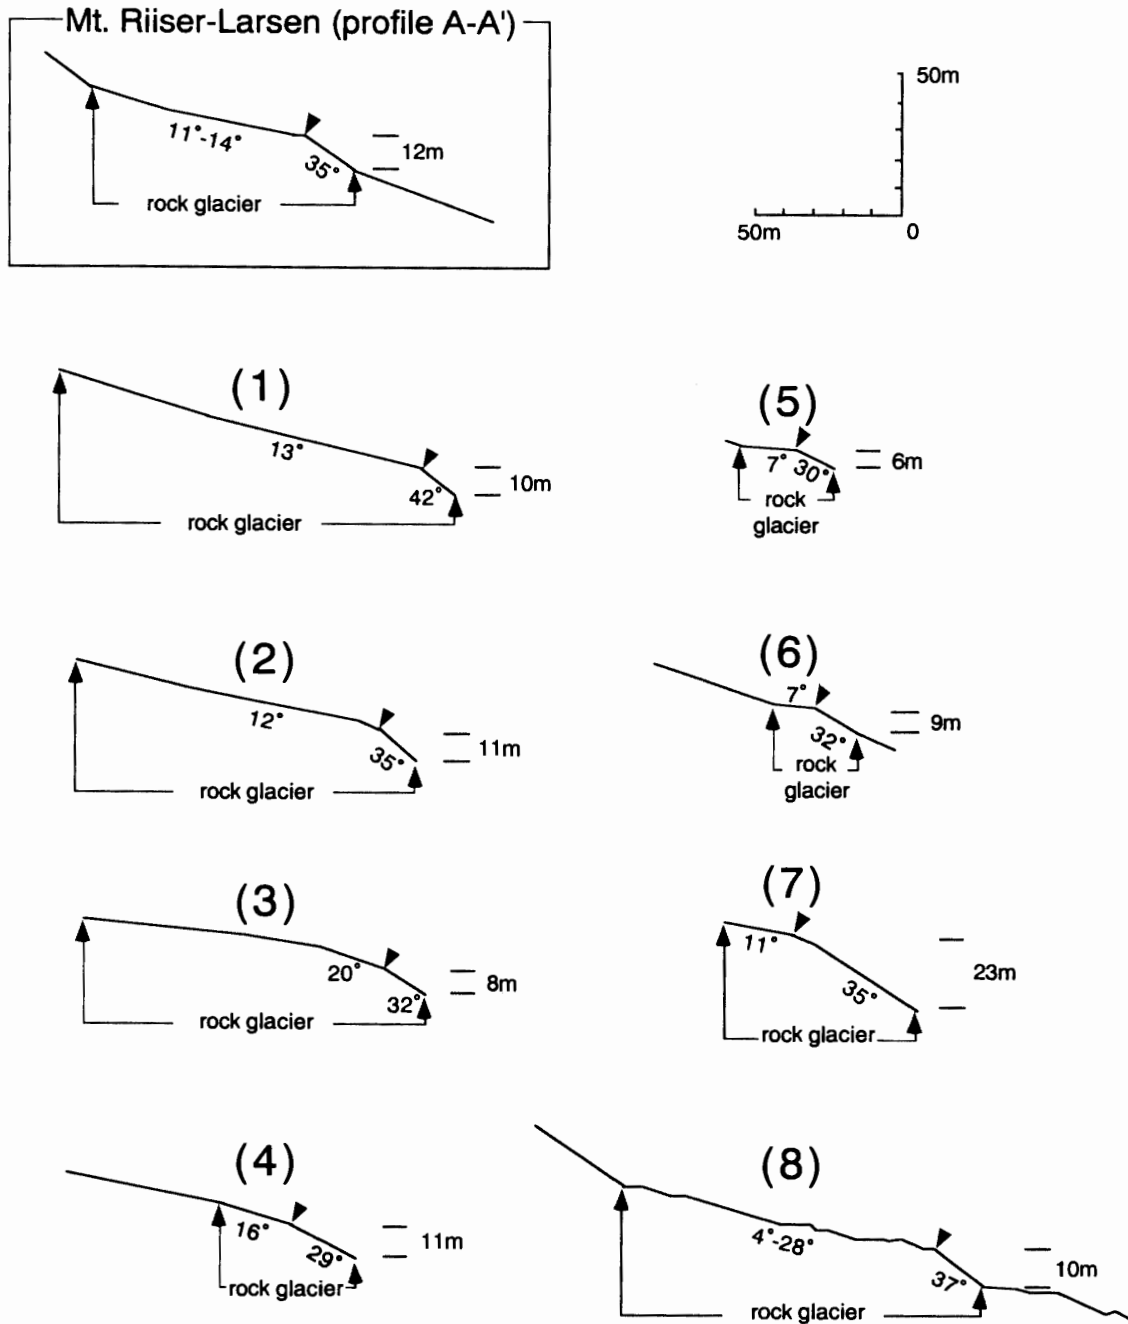 Mt. Riiser-Larsen (profile A-A')
11°-14°
35°
12m
rock glacier
50m
50m
0
(1)
13°
42°
10m
rock glacier
(2)
12°
35°
11m
rock glacier
(3)
20°
32°
8m
rock glacier
(4)
16°
29°
11m
rock glacier
(5)
7°
30°
6m
rock
glacier
(6)
7°
32°
9m
rock
glacier
(7)
11°
35°
23m
rock glacier
(8)
4°-28°
37°
10m
rock glacier